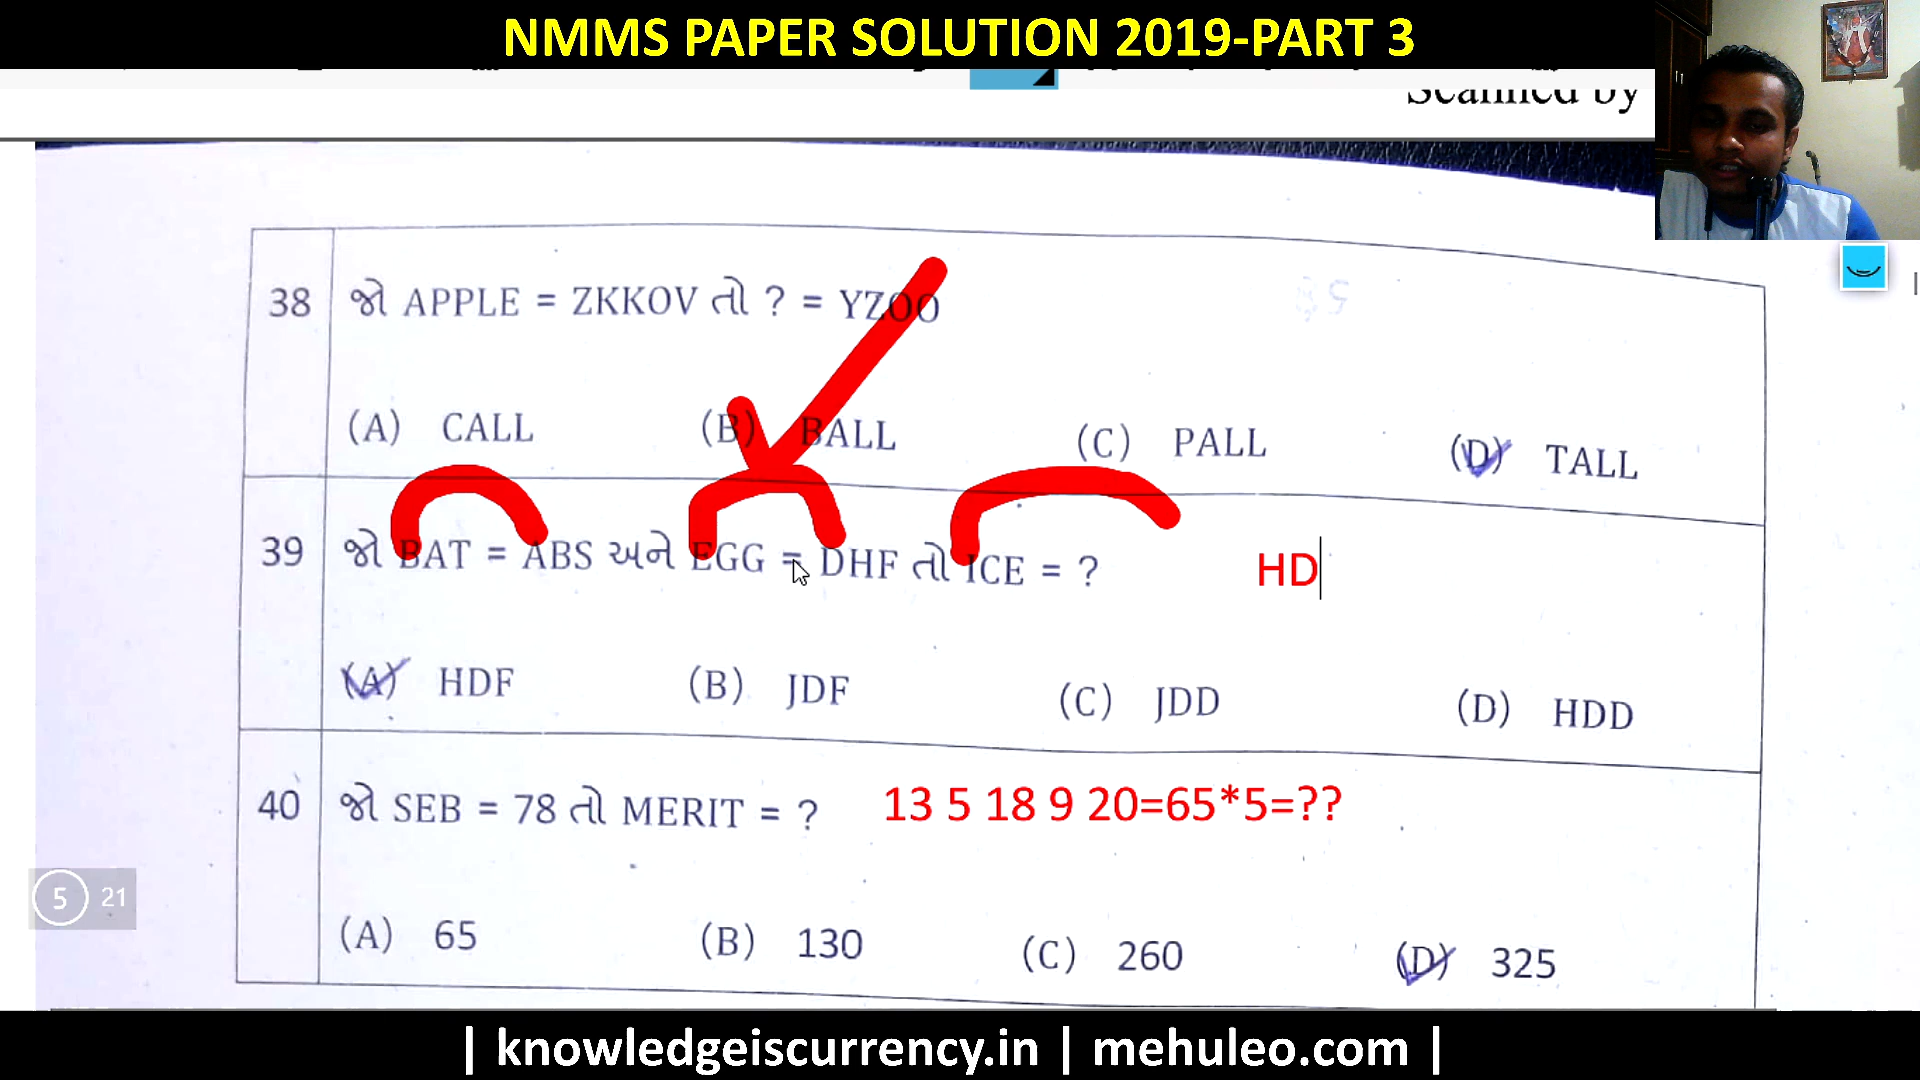 NMMS PAPER SOLUTION 2019-PART 3
Scanned by
38 જો APPLE = ZKKOV તો ? = YZOO
(A) CALL (B) BALL (C) PALL (D) TALL
39 જો BAT = ABS અને EGG = DHF તો ICE = ? HD
(A) HDF (B) JDF (C) JDD (D) HDD
40 જો SEB = 78 તો MERIT = ? 13 5 18 9 20=65*5=??
(A) 65 (B) 130 (C) 260 (D) 325
5 21
| knowledgeiscurrency.in | mehuleo.com |